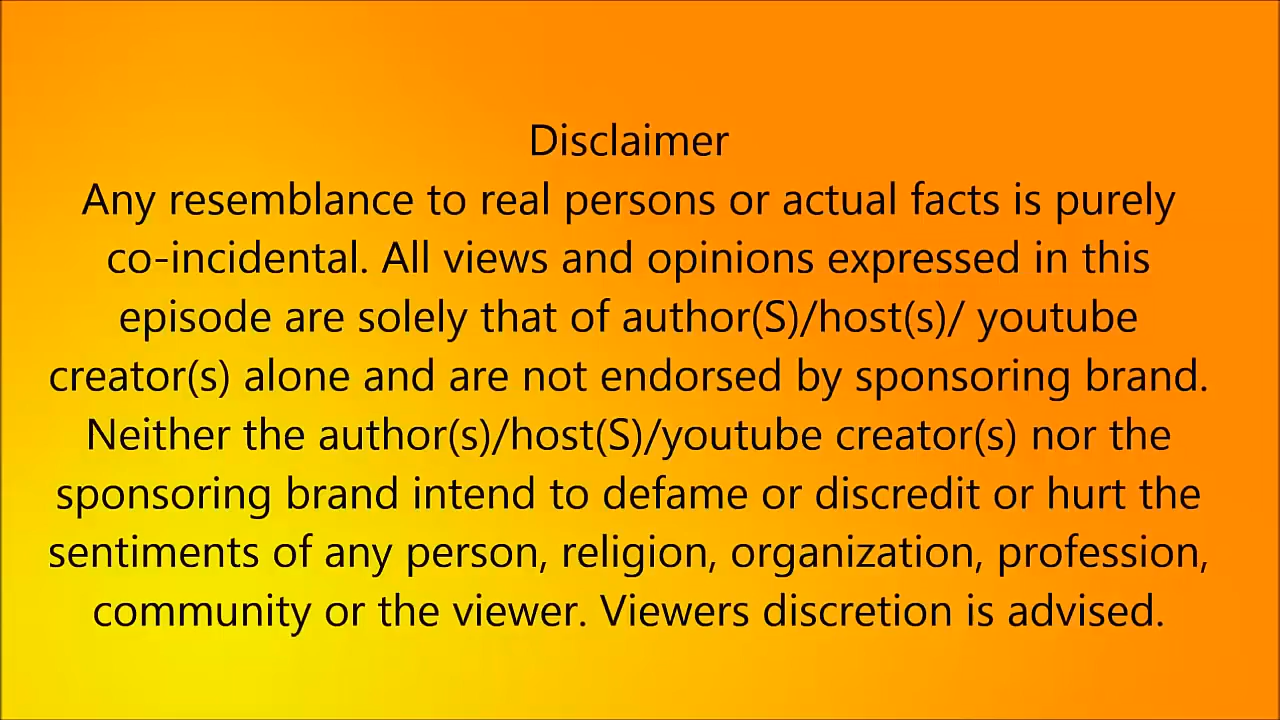 Disclaimer
Any resemblance to real persons or actual facts is purely
co-incidental. All views and opinions expressed in this
episode are solely that of author(S)/host(s)/ youtube
creator(s) alone and are not endorsed by sponsoring brand.
Neither the author(s)/host(S)/youtube creator(s) nor the
sponsoring brand intend to defame or discredit or hurt the
sentiments of any person, religion, organization, profession,
community or the viewer. Viewers discretion is advised.